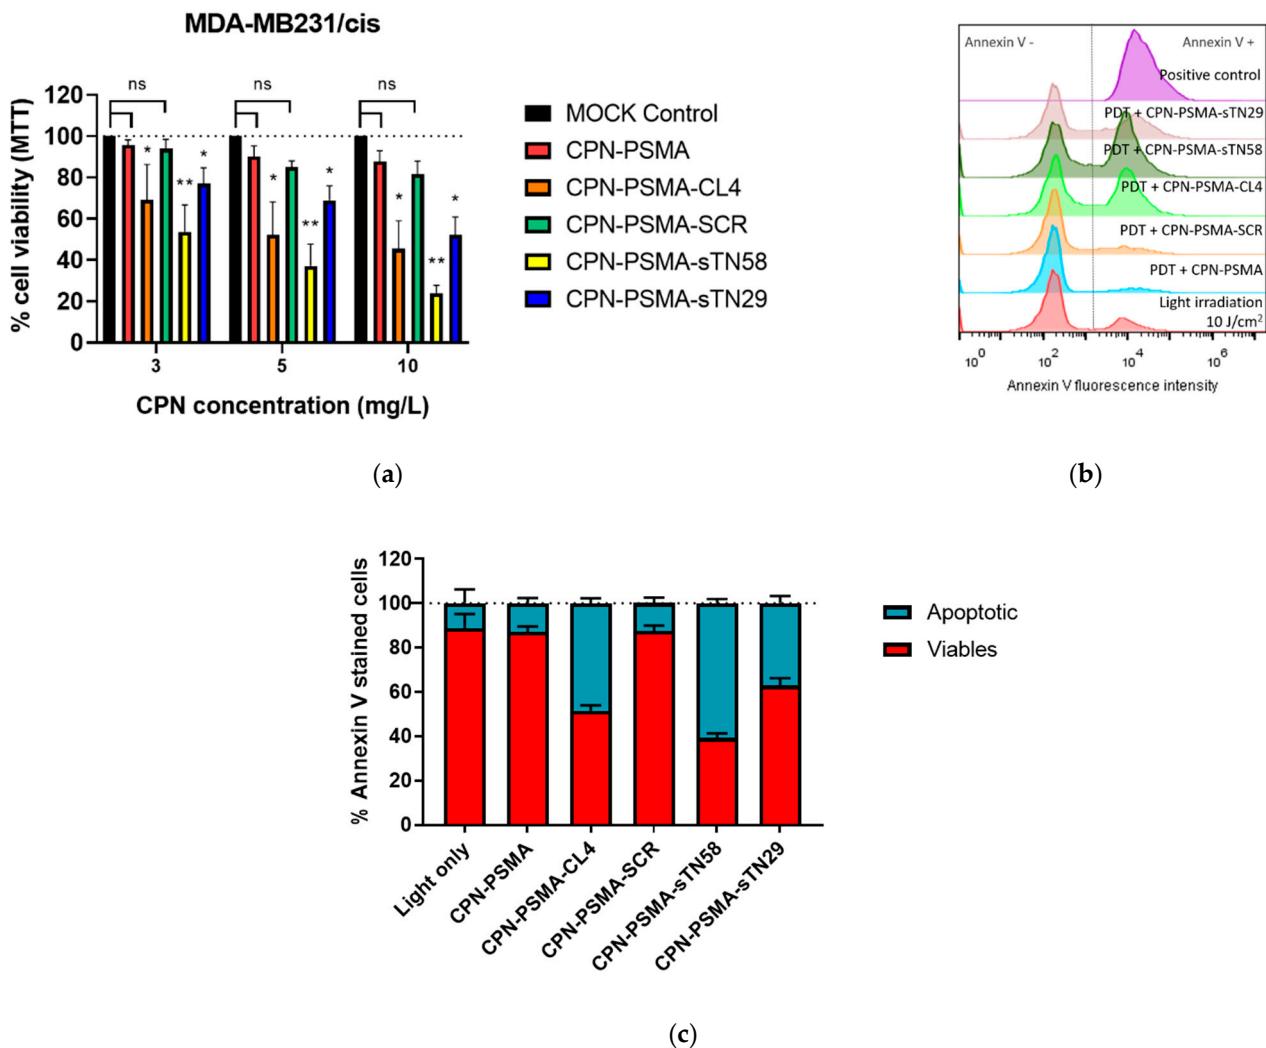 MDA-MB231/cis
% cell viability (MTT)
120
100
80
60
40
20
0
ns
ns
ns
* ** *
* ** *
* ** *
3 5 10
CPN concentration (mg/L)
MOCK Control
CPN-PSMA
CPN-PSMA-CL4
CPN-PSMA-SCR
CPN-PSMA-sTN58
CPN-PSMA-sTN29
(a)
Annexin V - Annexin V +
Positive control
PDT + CPN-PSMA-sTN29
PDT + CPN-PSMA-sTN58
PDT + CPN-PSMA-CL4
PDT + CPN-PSMA-SCR
PDT + CPN-PSMA
Light irradiation
10 J/cm²
10⁰ 10² 10⁴ 10⁶
Annexin V fluorescence intensity
(b)
% Annexin V stained cells
120
100
80
60
40
20
0
Light only
CPN-PSMA
CPN-PSMA-CL4
CPN-PSMA-SCR
CPN-PSMA-sTN58
CPN-PSMA-sTN29
Apoptotic
Viables
(c)